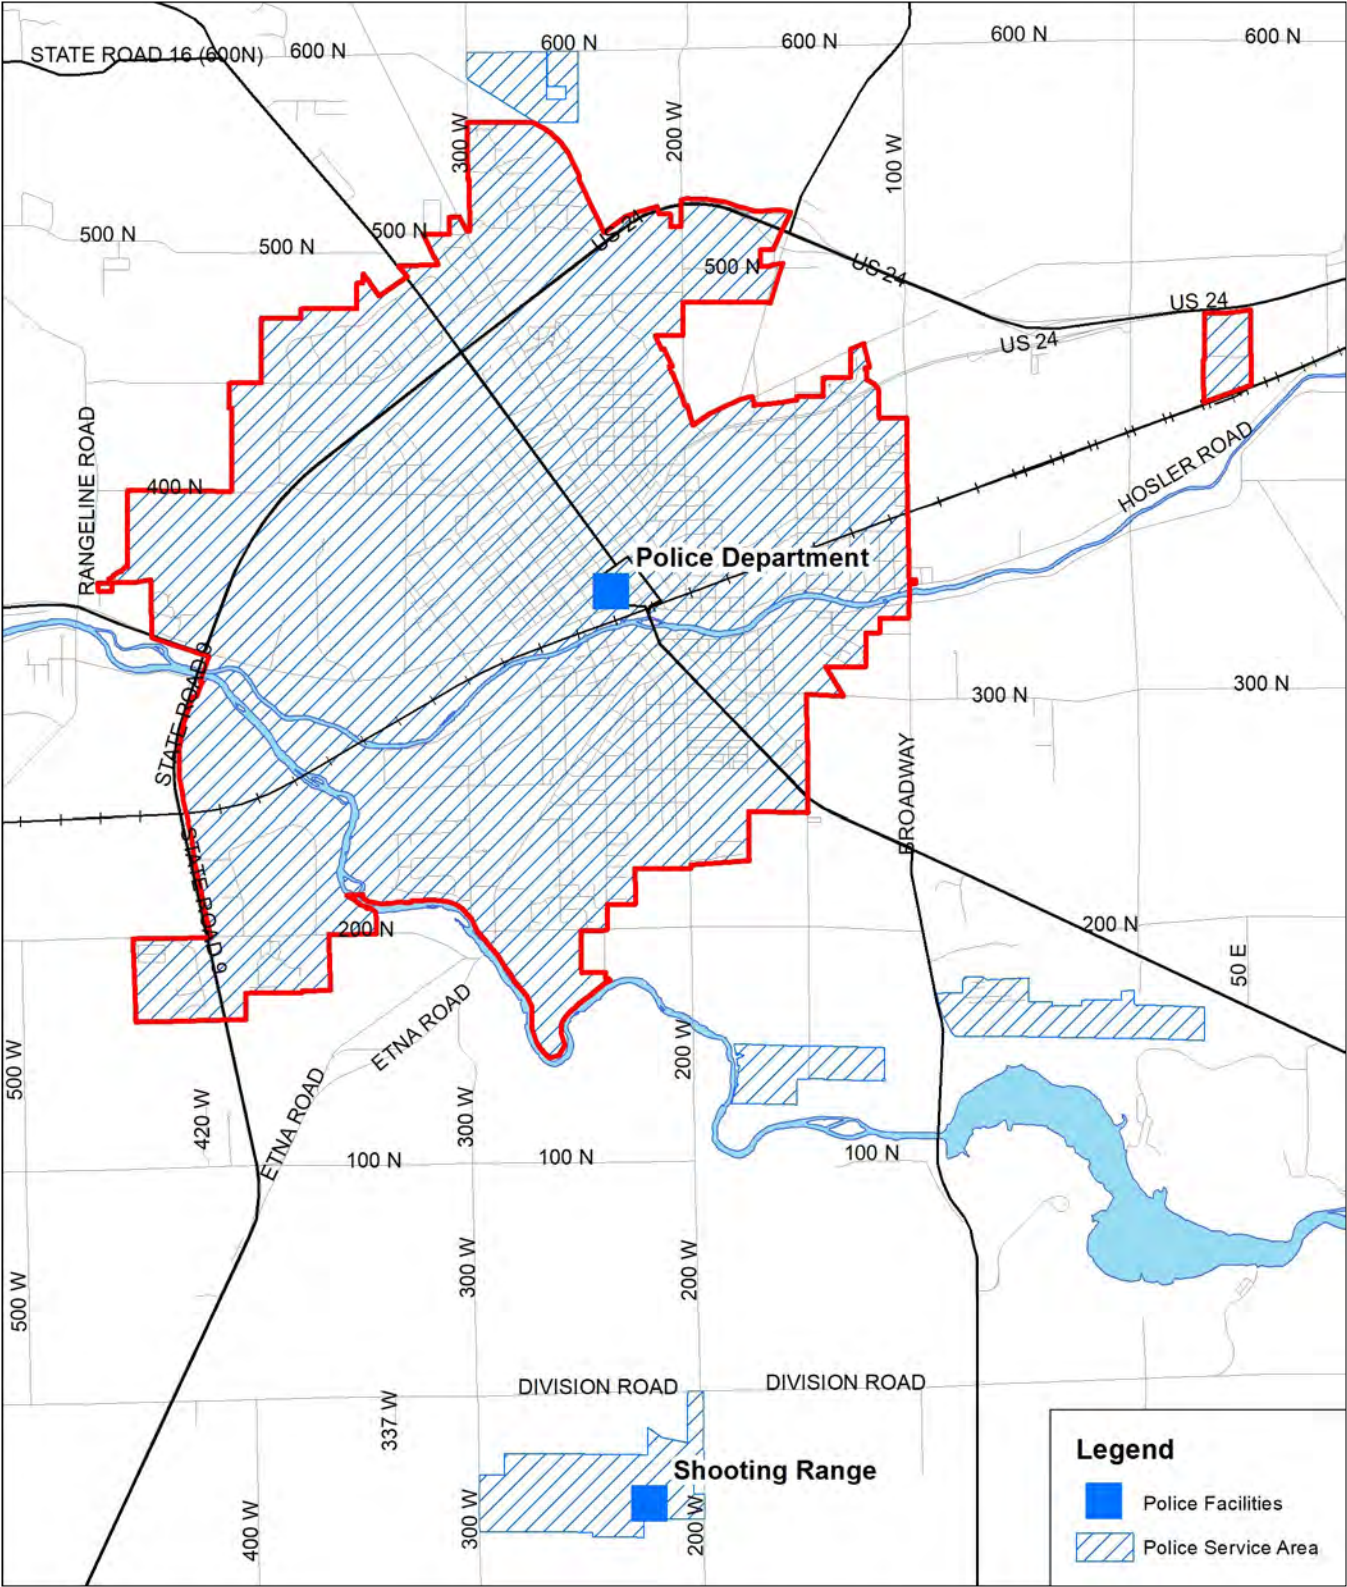 STATE ROAD 16 (600N)
600 N
600 N
600 N
600 N
600 N
300 W
200 W
100 W
500 N
500 N
500 N
US 24
500 N
US 24
US 24
US 24
RANGELINE ROAD
400 N
HOSLER ROAD
Police Department
STATE ROAD 9
300 N
300 N
BROADWAY
STATE ROAD 9
200 N
200 N
50 E
ETNA ROAD
200 W
500 W
420 W
ETNA ROAD
300 W
100 N
100 N
100 N
300 W
200 W
500 W
DIVISION ROAD
DIVISION ROAD
337 W
Shooting Range
400 W
300 W
200 W
Legend
Police Facilities
Police Service Area